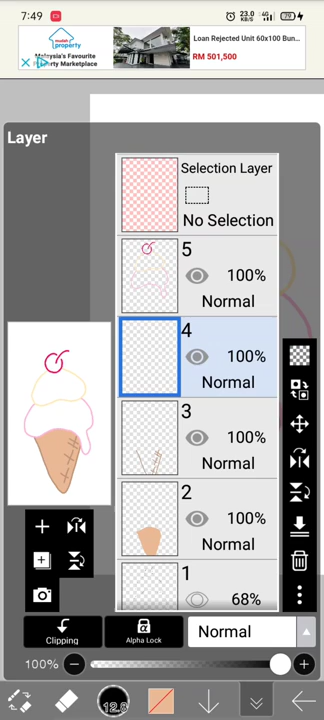 7:49
23.0
KB/S
4G
79
mudah
property
Malaysia's Favourite
Property Marketplace
Loan Rejected Unit 60x100 Bun...
RM 501,500
Layer
Selection Layer
No Selection
5
100%
Normal
4
100%
Normal
3
100%
Normal
2
100%
Normal
1
68%
Clipping
Alpha Lock
Normal
100%
12.8